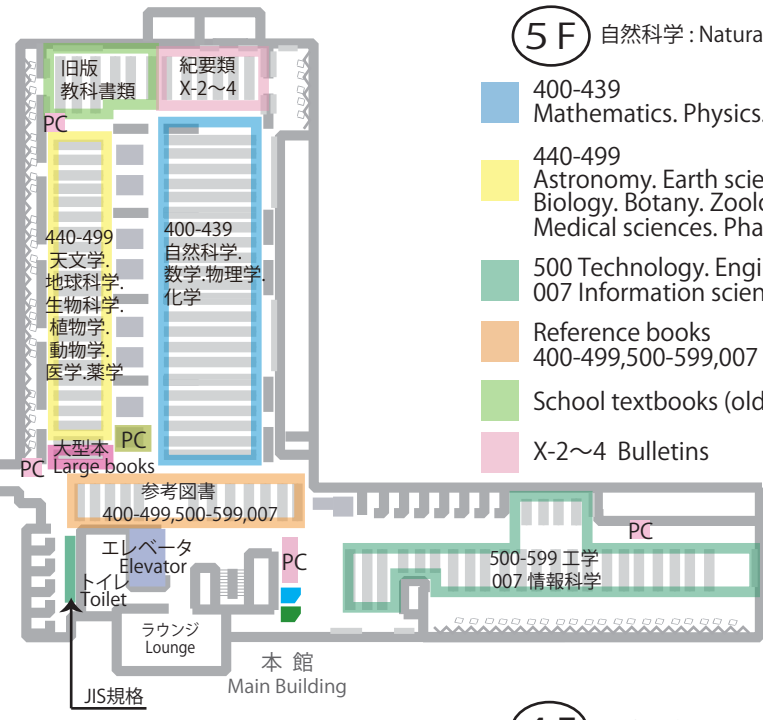 5 F
自然科学 : Natura
400-439
Mathematics. Physics.
440-499
Astronomy. Earth scie
Biology. Botany. Zoolo
Medical sciences. Pha
500 Technology. Engi
007 Information scien
Reference books
400-499,500-599,007
School textbooks (old
X-2～4 Bulletins
旧版
教科書類
紀要類
X-2～4
PC
440-499
天文学.
地球科学.
生物科学.
植物学.
動物学.
医学.薬学
400-439
自然科学.
数学.物理学.
化学
PC
大型本
Large books
PC
参考図書
400-499,500-599,007
エレベータ
Elevator
トイレ
Toilet
PC
ラウンジ
Lounge
JIS規格
本 館
Main Building
PC
500-599 工学
007 情報科学